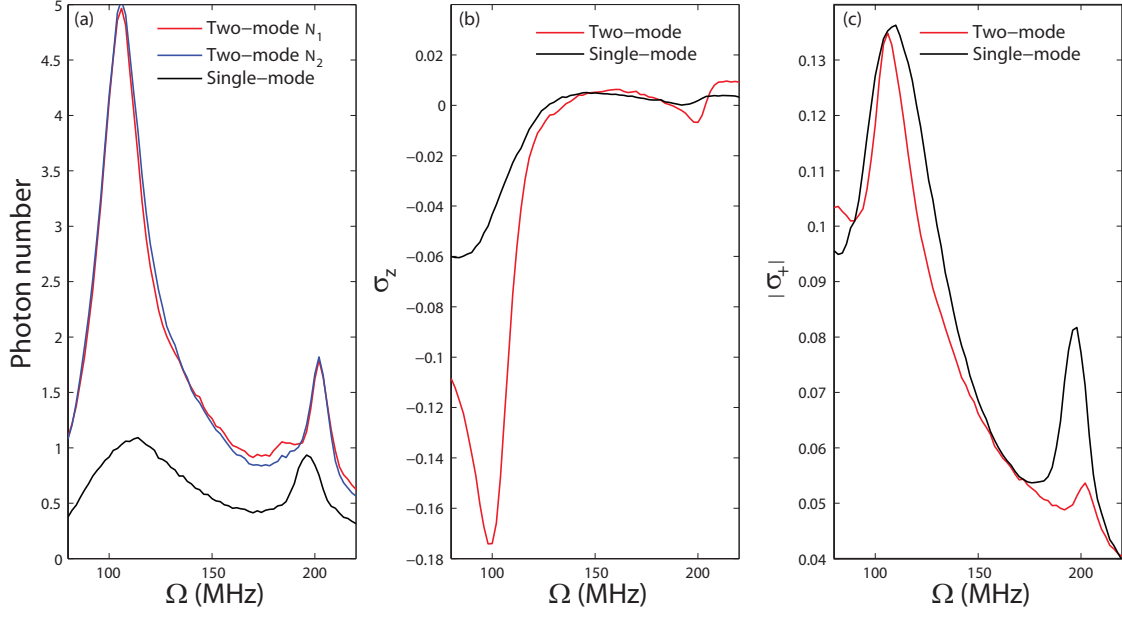 (a)
Two−mode N₁
Two−mode N₂
Single−mode
5
4.5
4
3.5
3
2.5
2
1.5
1
0.5
0
Photon number
100
150
200
Ω (MHz)
(b)
Two−mode
Single−mode
0.02
0
−0.02
−0.04
−0.06
−0.08
−0.1
−0.12
−0.14
−0.16
−0.18
σz
100
150
200
Ω (MHz)
(c)
Two−mode
Single−mode
0.13
0.12
0.11
0.1
0.09
0.08
0.07
0.06
0.05
0.04
|σ+|
100
150
200
Ω (MHz)